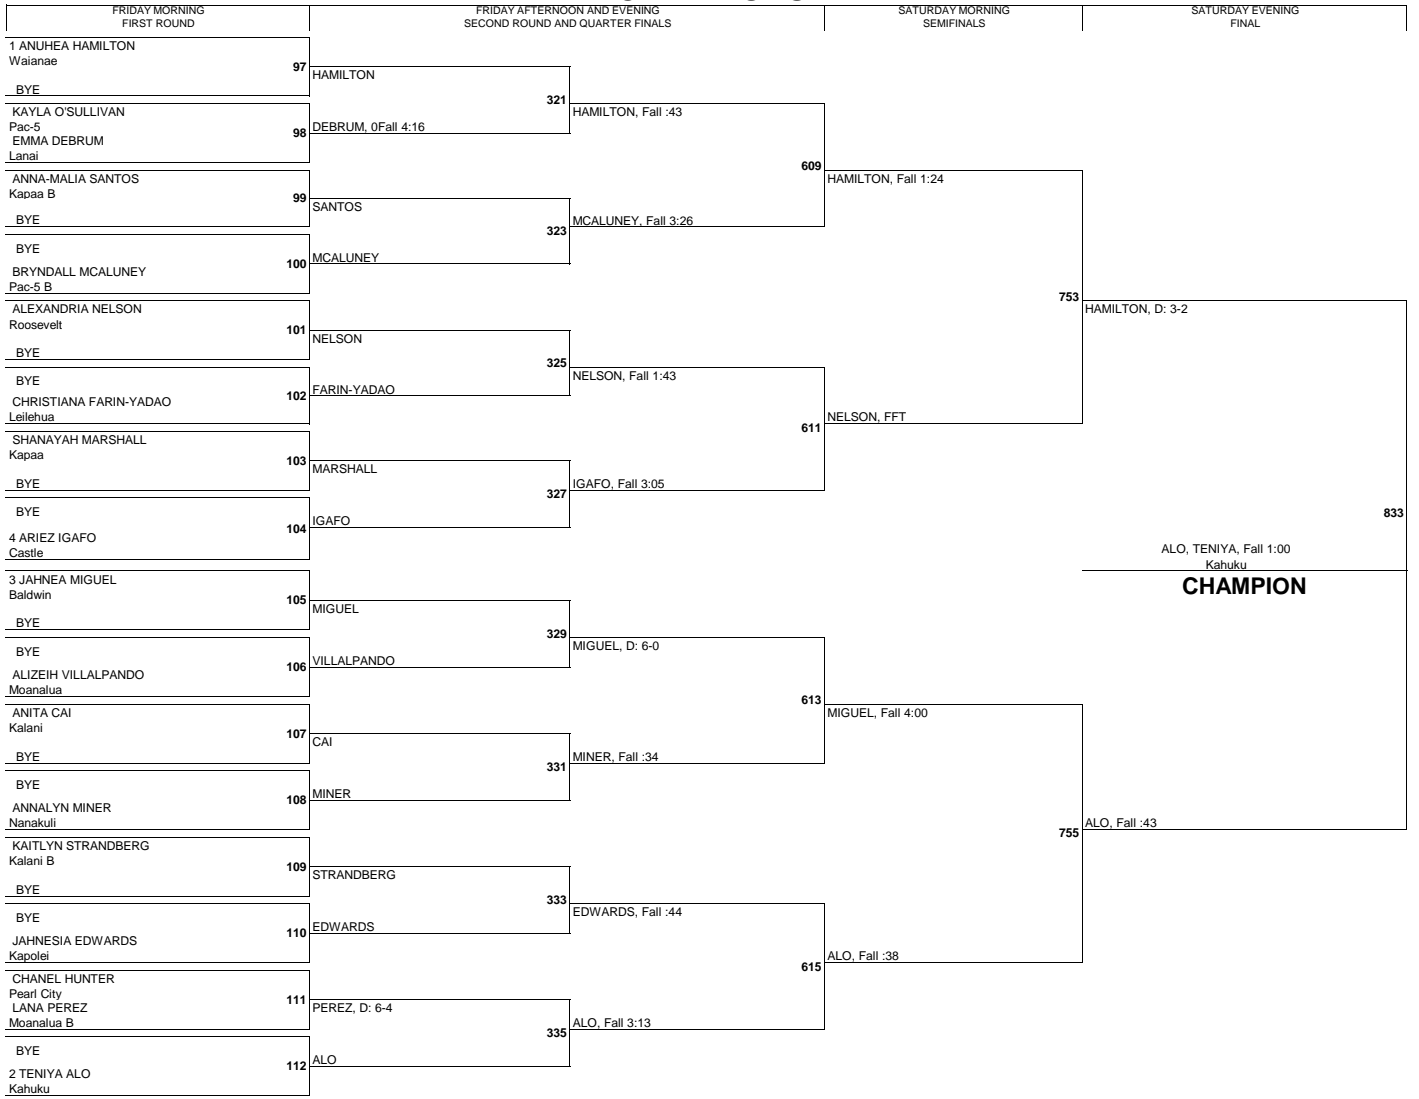 FRIDAY MORNING
FIRST ROUND
FRIDAY AFTERNOON AND EVENING
SECOND ROUND AND QUARTER FINALS
SATURDAY MORNING
SEMIFINALS
SATURDAY EVENING
FINAL
1 ANUHEA HAMILTON
Waianae
97
BYE
HAMILTON
321
KAYLA O'SULLIVAN
Pac-5
98
EMMA DEBRUM
Lanai
DEBRUM, 0Fall 4:16
HAMILTON, Fall :43
609
ANNA-MALIA SANTOS
Kapaa B
99
BYE
SANTOS
323
BYE
100
BRYNDALL MCALUNEY
Pac-5 B
MCALUNEY
MCALUNEY, Fall 3:26
HAMILTON, Fall 1:24
753
ALEXANDRIA NELSON
Roosevelt
101
BYE
NELSON
325
BYE
102
CHRISTIANA FARIN-YADAO
Leilehua
FARIN-YADAO
NELSON, Fall 1:43
611
SHANAYAH MARSHALL
Kapaa
103
BYE
MARSHALL
327
BYE
104
4 ARIEZ IGAFO
Castle
IGAFO
IGAFO, Fall 3:05
NELSON, FFT
HAMILTON, D: 3-2
833
ALO, TENIYA, Fall 1:00
Kahuku
CHAMPION
3 JAHNEA MIGUEL
Baldwin
105
BYE
MIGUEL
329
BYE
106
ALIZEIH VILLALPANDO
Moanalua
VILLALPANDO
MIGUEL, D: 6-0
613
ANITA CAI
Kalani
107
BYE
CAI
331
BYE
108
ANNALYN MINER
Nanakuli
MINER
MINER, Fall :34
MIGUEL, Fall 4:00
755
KAITLYN STRANDBERG
Kalani B
109
BYE
STRANDBERG
333
BYE
110
JAHNESIA EDWARDS
Kapolei
EDWARDS
EDWARDS, Fall :44
615
CHANEL HUNTER
Pearl City
111
LANA PEREZ
Moanalua B
PEREZ, D: 6-4
335
BYE
112
2 TENIYA ALO
Kahuku
ALO
ALO, Fall 3:13
ALO, Fall :38
ALO, Fall :43